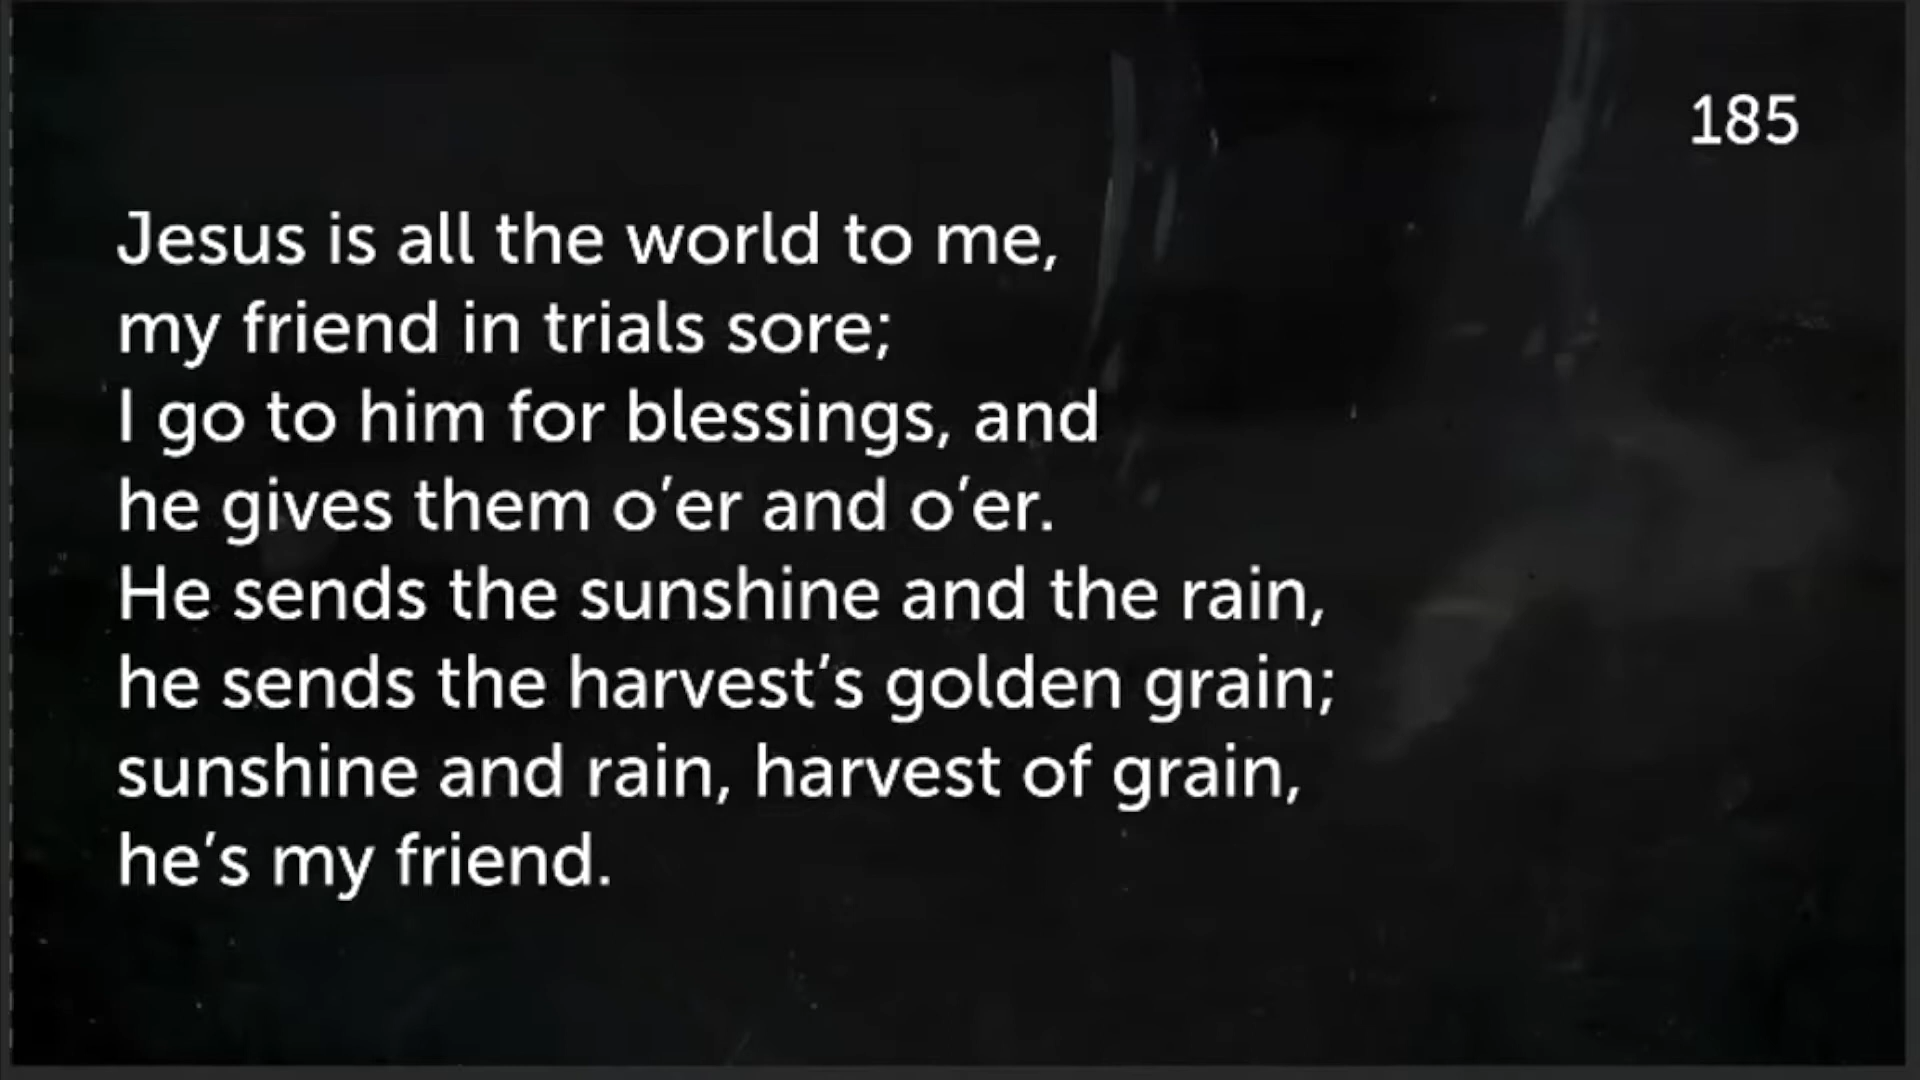 185
Jesus is all the world to me,
my friend in trials sore;
I go to him for blessings, and
he gives them o’er and o’er.
He sends the sunshine and the rain,
he sends the harvest’s golden grain;
sunshine and rain, harvest of grain,
he’s my friend.